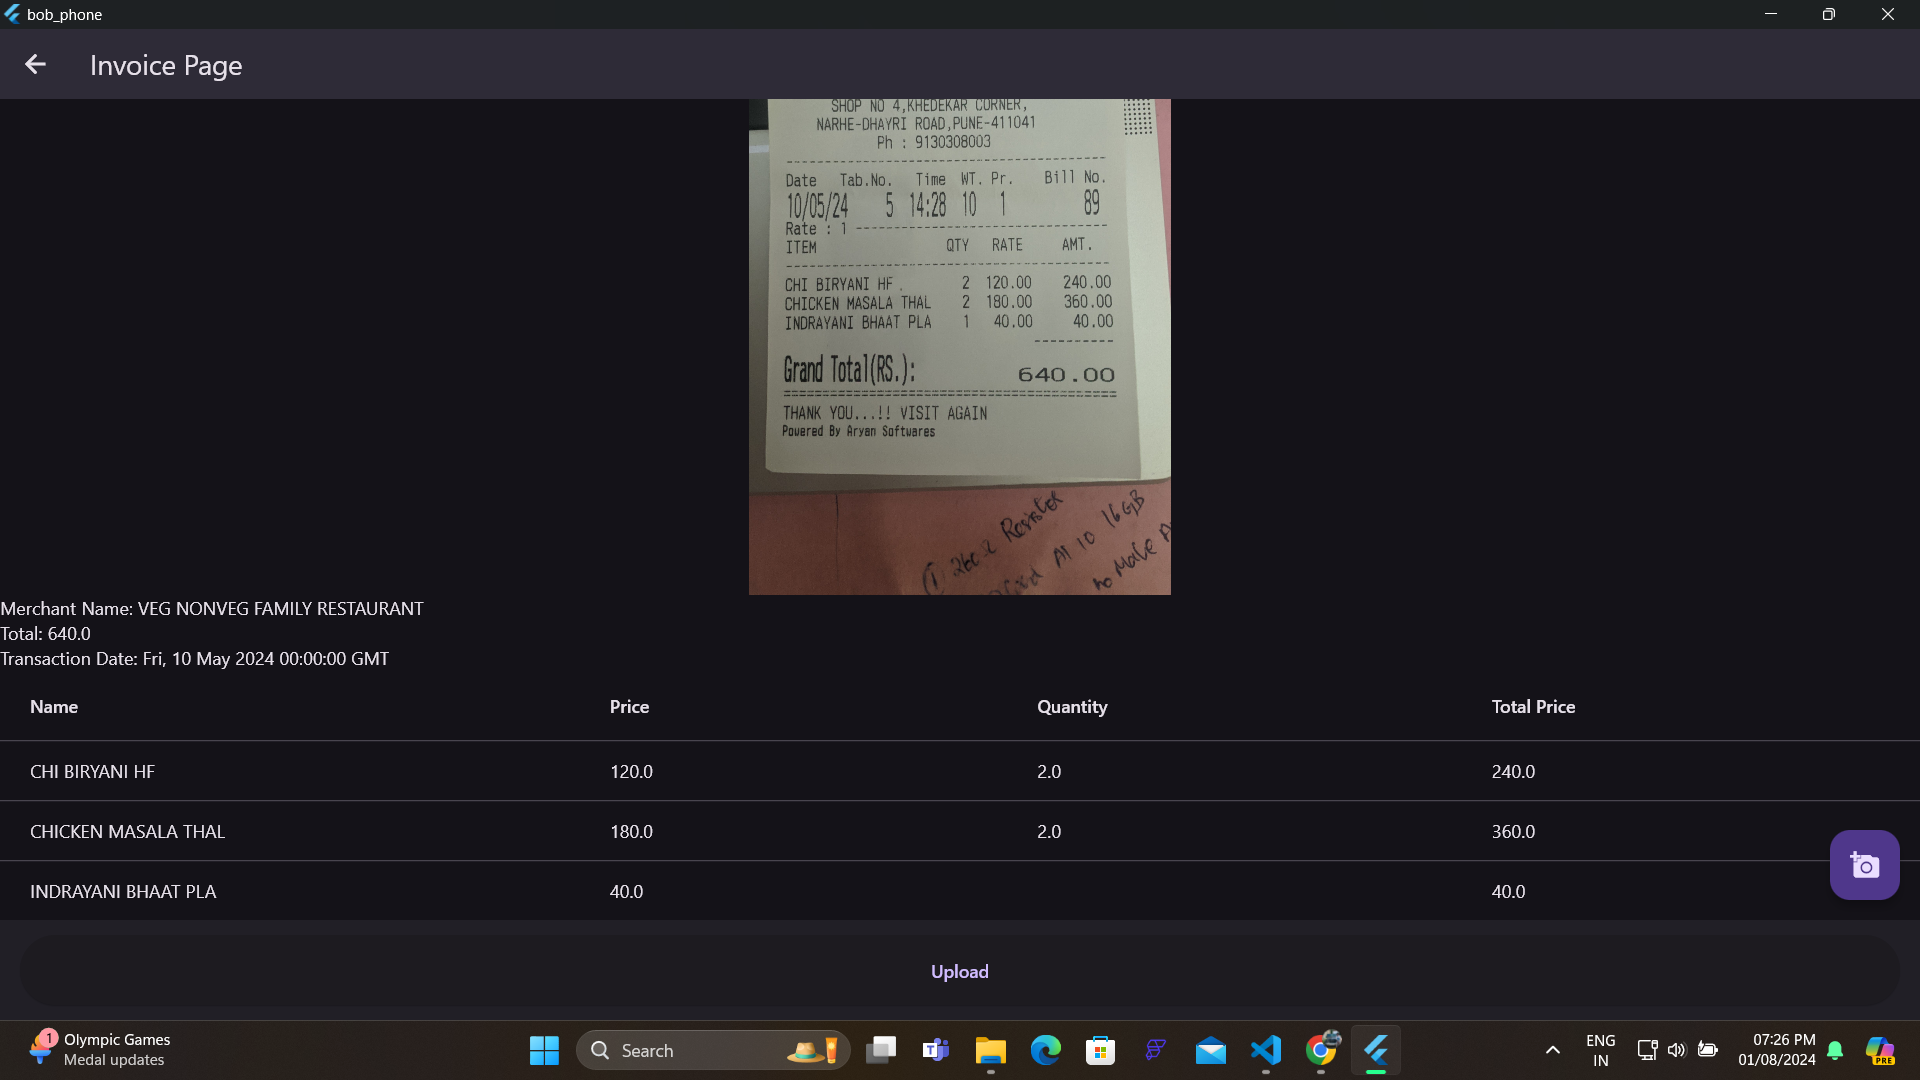 bob_phone
Invoice Page
SHOP NO 4,KHEDEKAR CORNER,
NARHE-DHAYRI ROAD,PUNE-411041
Ph : 9130308003
Date Tab.No. Time WT. Pr. Bill No.
10/05/24 5 14:28 10 1 89
Rate : 1
ITEM QTY RATE AMT.
CHI BIRYANI HF . 2 120.00 240.00
CHICKEN MASALA THAL 2 180.00 360.00
INDRAYANI BHAAT PLA 1 40.00 40.00
Grand Total(RS.): 640.00
THANK YOU...!! VISIT AGAIN
Powered By Aryan Softwares
① 260Ω Resistor
AI 10 16GB
no Male
Merchant Name: VEG NONVEG FAMILY RESTAURANT
Total: 640.0
Transaction Date: Fri, 10 May 2024 00:00:00 GMT
Name Price Quantity Total Price
CHI BIRYANI HF 120.0 2.0 240.0
CHICKEN MASALA THAL 180.0 2.0 360.0
INDRAYANI BHAAT PLA 40.0 40.0
Upload
1
Olympic Games
Medal updates
Search
ENG
IN
07:26 PM
01/08/2024
PRE